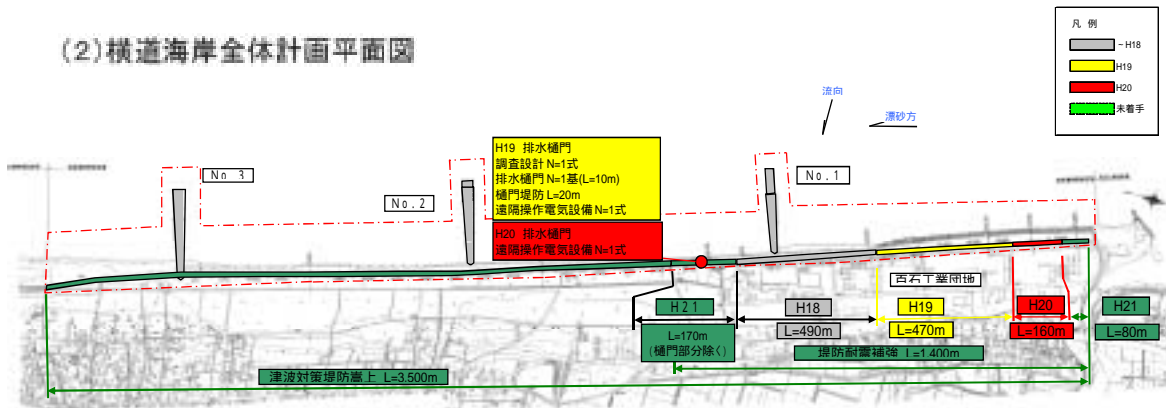 (2)横道海岸全体計画平面図
凡 例
~H18
H19
H20
未着手
流向
漂砂方
H19 排水樋門
調査設計 N=1式
排水樋門 N=1基(L=10m)
樋門堤防 L=20m
遠隔操作電気設備 N=1式
H20 排水樋門
遠隔操作電気設備 N=1式
No.3
No.2
No.1
百石工業団地
H21
H18
H19
H20
H21
L=170m
(樋門部分除く)
L=490m
L=470m
L=160m
L=80m
堤防耐震補強 L=1,400m
津波対策堤防嵩上 L=3,500m